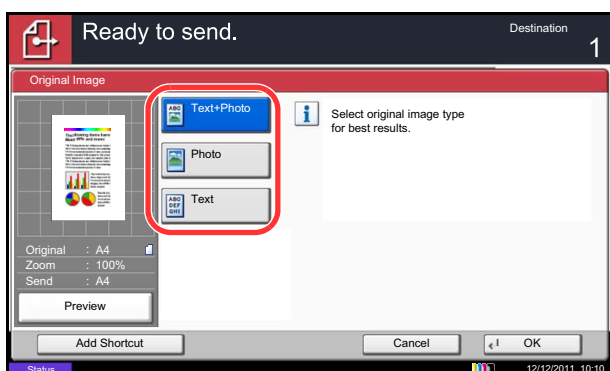 Ready to send.
Destination
1
Original Image
Text+Photo
Photo
Text
Select original image type
for best results.
Original : A4
Zoom : 100%
Send : A4
Preview
Add Shortcut
Cancel
OK
Status
12/12/2011 10:10